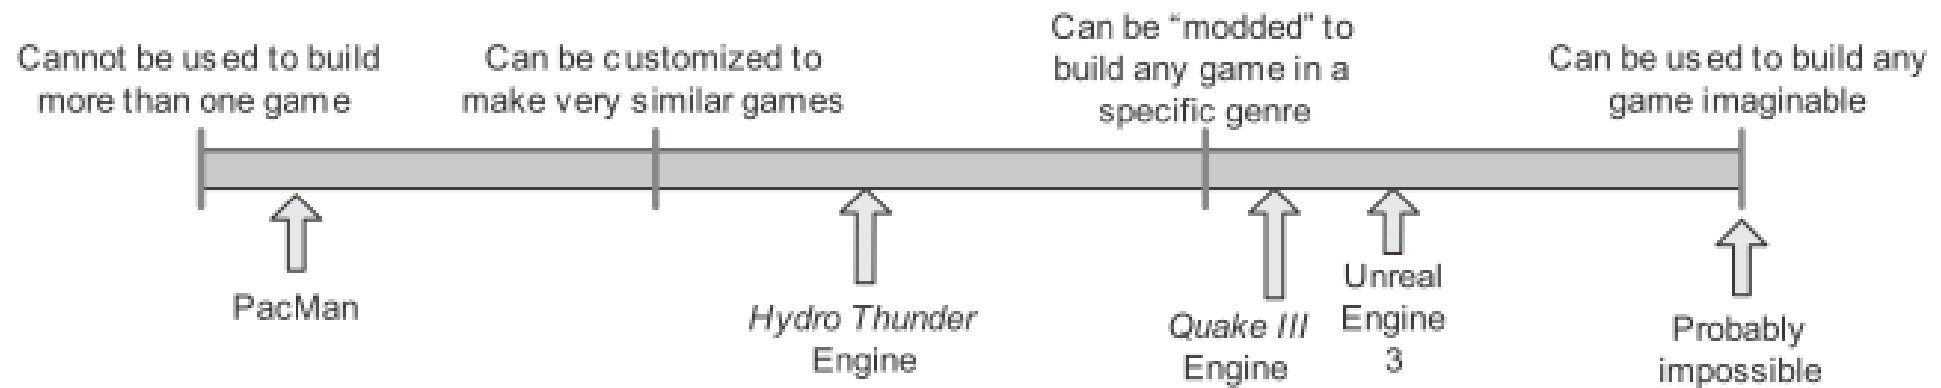 Cannot be used to build
more than one game
Can be customized to
make very similar games
Can be “modded” to
build any game in a
specific genre
Can be used to build any
game imaginable
PacMan
Hydro Thunder
Engine
Quake III
Engine
Unreal
Engine
3
Probably
impossible